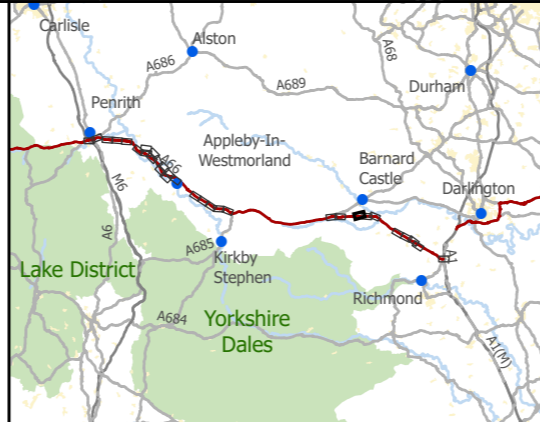 Carlisle
Alston
A68
A686
A689
Durham
Penrith
Appleby-In-
Westmorland
A66
Barnard
Castle
Darlington
M6
A6
A685
Kirkby
Stephen
A1
Lake District
Richmond
A684
Yorkshire
Dales
A1(M)